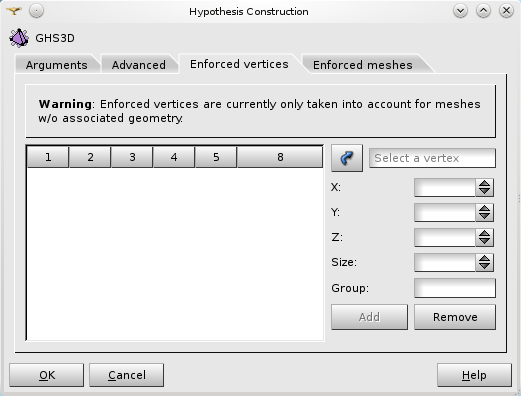 Hypothesis Construction
GHS3D
Arguments
Advanced
Enforced vertices
Enforced meshes
Warning: Enforced vertices are currently only taken into account for meshes
w/o associated geometry.
1 2 3 4 5 8
Select a vertex
X:
Y:
Z:
Size:
Group:
Add
Remove
OK
Cancel
Help